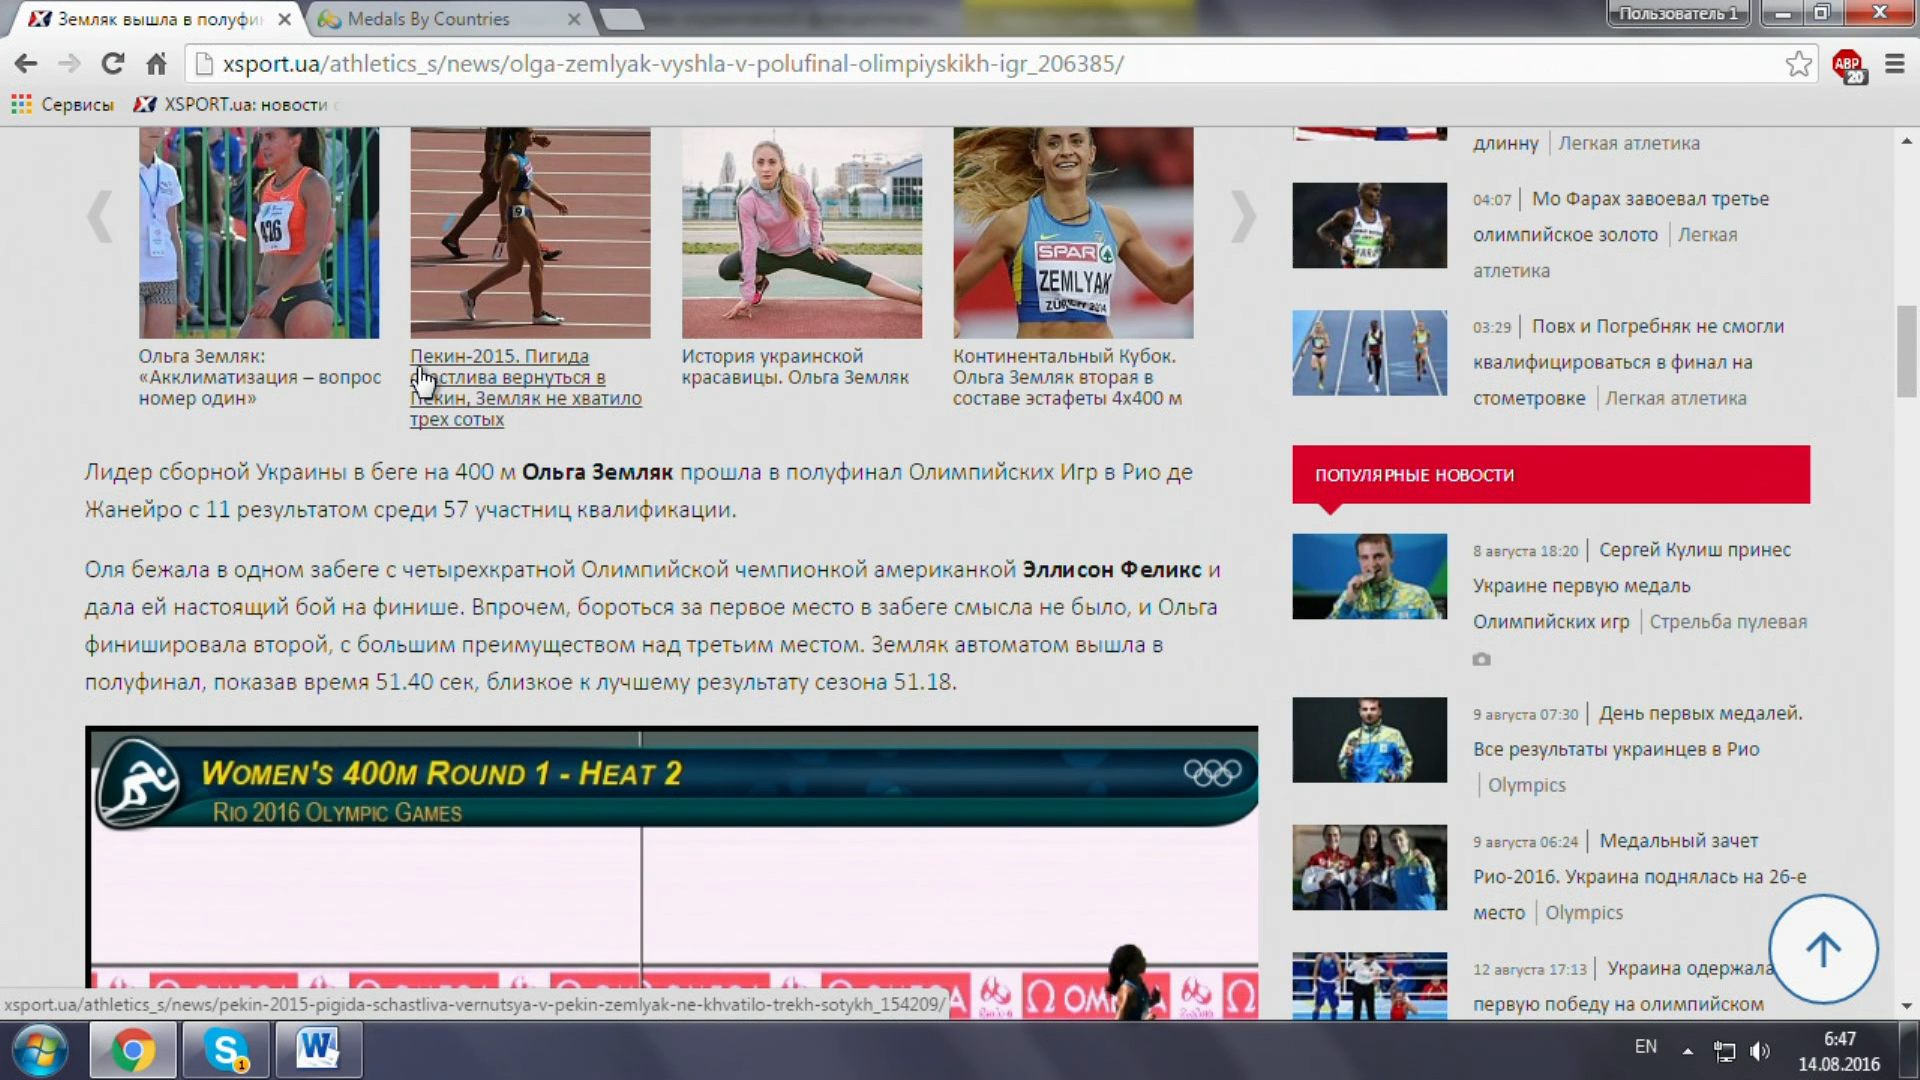 Земляк вышла в полуфи
Medals By Countries
Пользователь 1
xsport.ua/athletics_s/news/olga-zemlyak-vyshla-v-polufinal-olimpiyskikh-igr_206385/
ABP
20
Сервисы
XSPORT.ua: новости
426
9
SPAR
ZEMLYAK
Ольга Земляк:
«Акклиматизация – вопрос
номер один»
Пекин-2015. Пигида
счастлива вернуться в
Пекин, Земляк не хватило
трех сотых
История украинской
красавицы. Ольга Земляк
Континентальный Кубок.
Ольга Земляк вторая в
составе эстафеты 4х400 м
Лидер сборной Украины в беге на 400 м Ольга Земляк прошла в полуфинал Олимпийских Игр в Рио де
Жанейро с 11 результатом среди 57 участниц квалификации.
Оля бежала в одном забеге с четырехкратной Олимпийской чемпионкой американкой Эллисон Феликс и
дала ей настоящий бой на финише. Впрочем, бороться за первое место в забеге смысла не было, и Ольга
финишировала второй, с большим преимуществом над третьим местом. Земляк автоматом вышла в
полуфинал, показав время 51.40 сек, близкое к лучшему результату сезона 51.18.
WOMEN'S 400M ROUND 1 - HEAT 2
RIO 2016 OLYMPIC GAMES
длинну | Легкая атлетика
04:07 | Мо Фарах завоевал третье
олимпийское золото | Легкая
атлетика
03:29 | Повх и Погребняк не смогли
квалифицироваться в финал на
стометровке | Легкая атлетика
ПОПУЛЯРНЫЕ НОВОСТИ
8 августа 18:20 | Сергей Кулиш принес
Украине первую медаль
Олимпийских игр | Стрельба пулевая
9 августа 07:30 | День первых медалей.
Все результаты украинцев в Рио
| Olympics
9 августа 06:24 | Медальный зачет
Рио-2016. Украина поднялась на 26-е
место | Olympics
12 августа 17:13 | Украина одержала
первую победу на олимпийском
xsport.ua/athletics_s/news/pekin-2015-pigida-schastliva-vernutsya-v-pekin-zemlyak-ne-khvatilo-trekh-sotykh_154209/
EN
6:47
14.08.2016